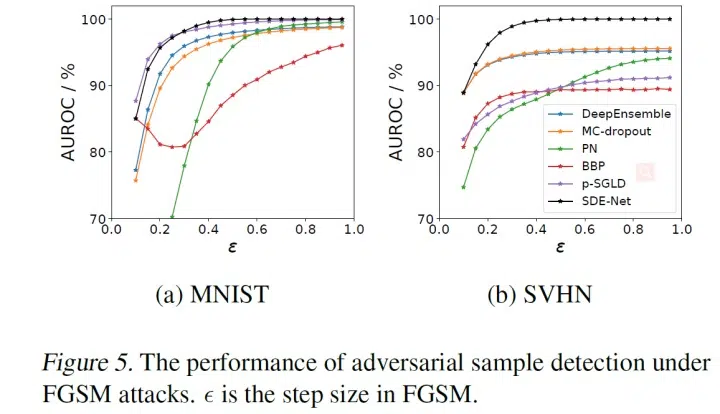 100
90
80
70
AUROC / %
0.0 0.2 0.4 0.6 0.8 1.0
ε
(a) MNIST
100
90
80
70
AUROC / %
DeepEnsemble
MC-dropout
PN
BBP
p-SGLD
SDE-Net
0.0 0.2 0.4 0.6 0.8 1.0
ε
(b) SVHN
Figure 5. The performance of adversarial sample detection under
FGSM attacks. ϵ is the step size in FGSM.